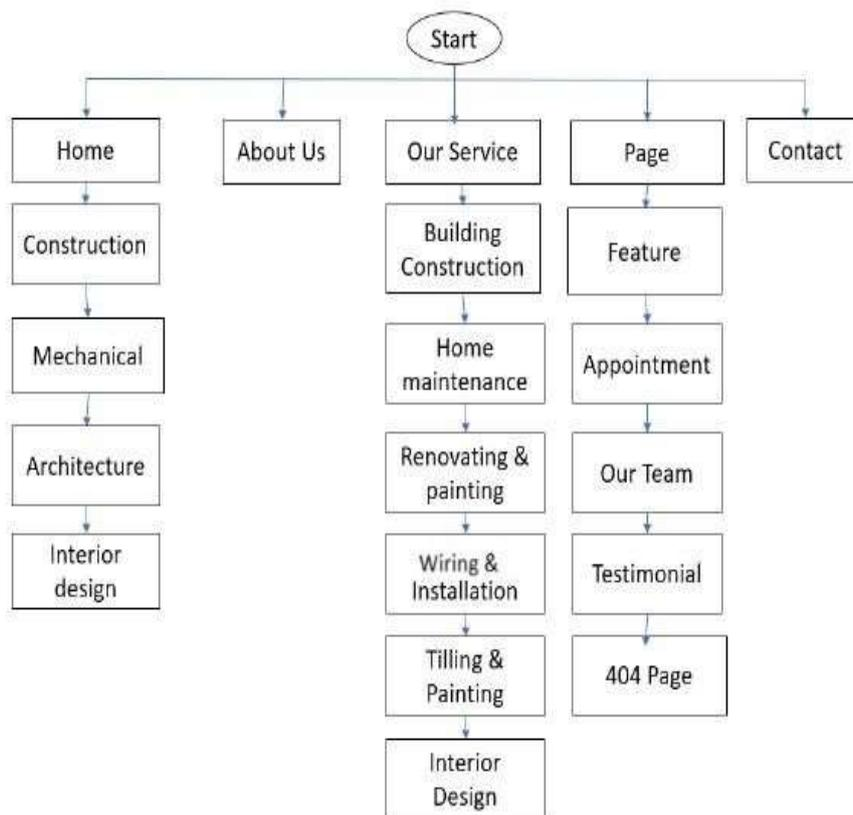 Start
Home
About Us
Our Service
Page
Contact
Construction
Mechanical
Architecture
Interior
design
Building
Construction
Home
maintenance
Renovating &
painting
Wiring &
Installation
Tilling &
Painting
Interior
Design
Feature
Appointment
Our Team
Testimonial
404 Page